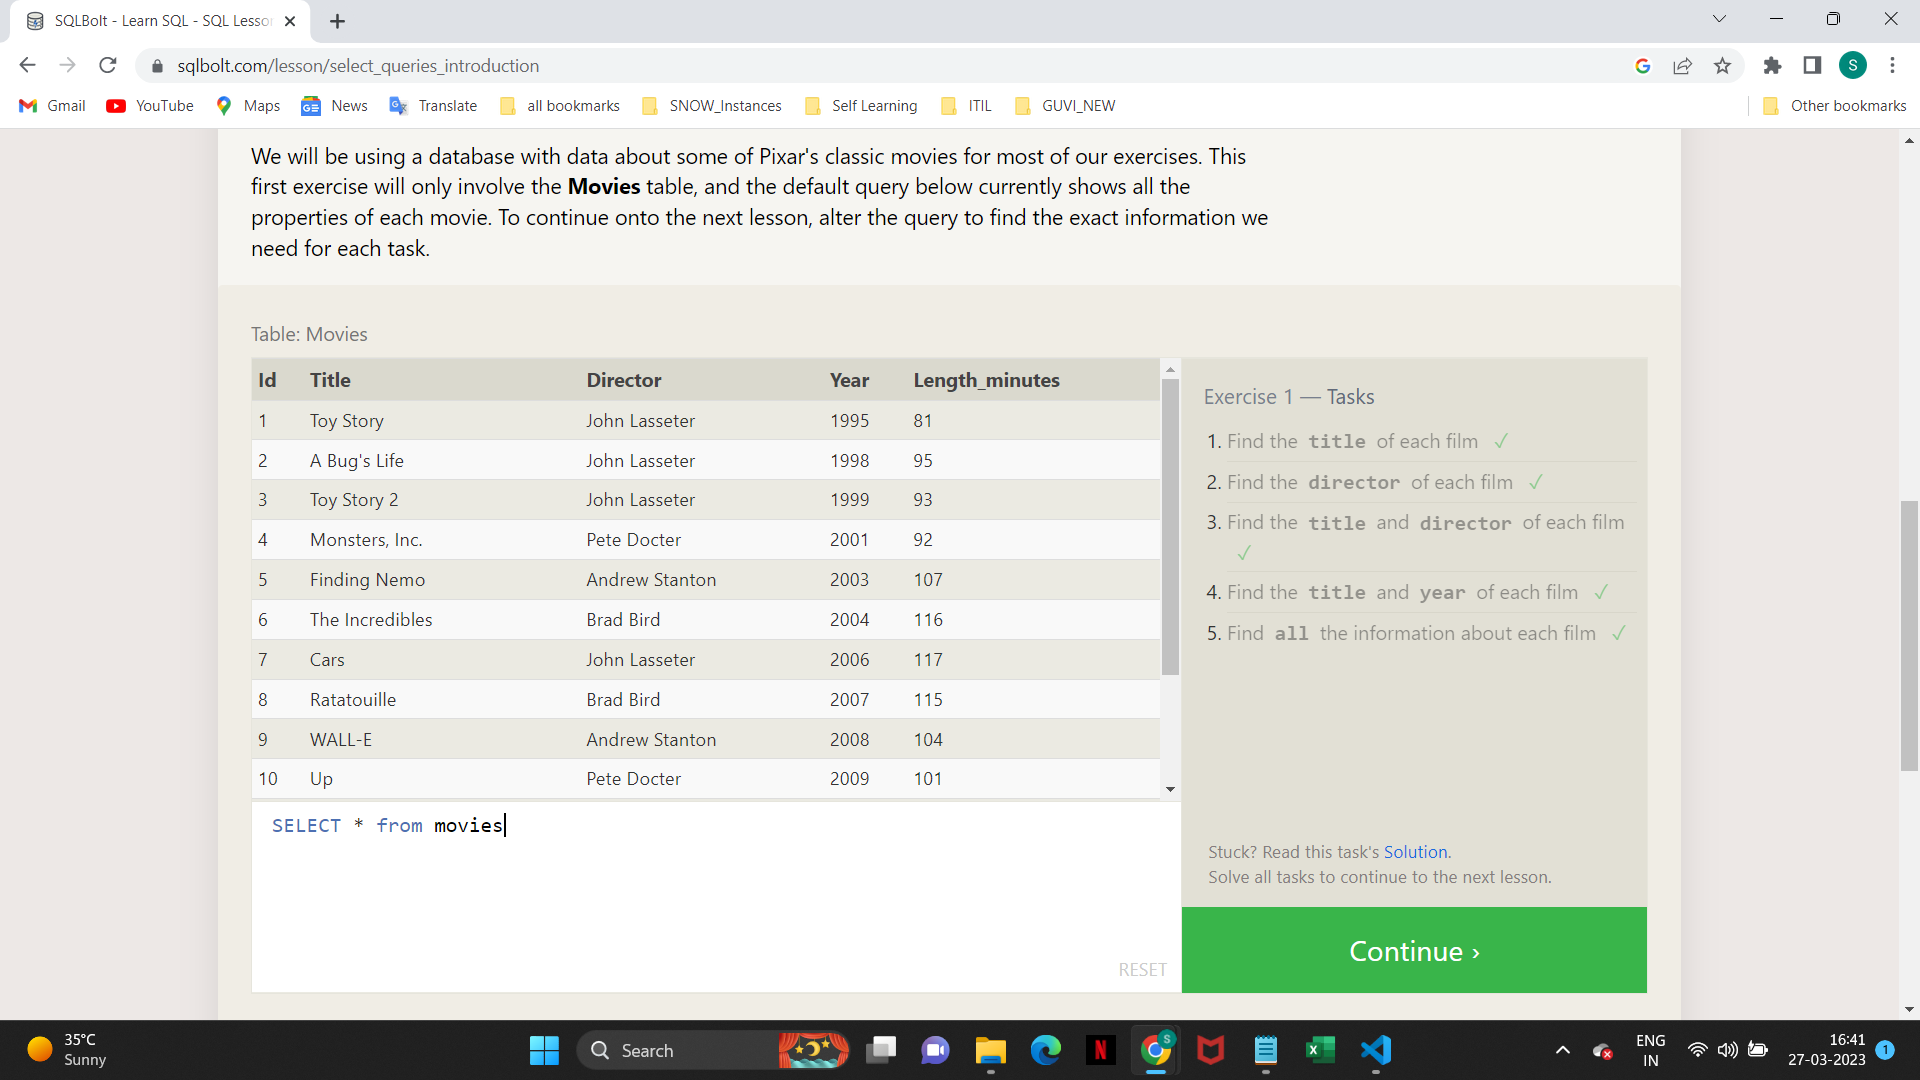 SQLBolt - Learn SQL - SQL Lesso
sqlbolt.com/lesson/select_queries_introduction
S
Gmail YouTube Maps News Translate all bookmarks SNOW_Instances Self Learning ITIL GUVI_NEW Other bookmarks
We will be using a database with data about some of Pixar's classic movies for most of our exercises. This
first exercise will only involve the Movies table, and the default query below currently shows all the
properties of each movie. To continue onto the next lesson, alter the query to find the exact information we
need for each task.
Table: Movies
Id Title Director Year Length_minutes
1 Toy Story John Lasseter 1995 81
2 A Bug's Life John Lasseter 1998 95
3 Toy Story 2 John Lasseter 1999 93
4 Monsters, Inc. Pete Docter 2001 92
5 Finding Nemo Andrew Stanton 2003 107
6 The Incredibles Brad Bird 2004 116
7 Cars John Lasseter 2006 117
8 Ratatouille Brad Bird 2007 115
9 WALL-E Andrew Stanton 2008 104
10 Up Pete Docter 2009 101
SELECT * from movies
RESET
Exercise 1 — Tasks
1. Find the title of each film ✓
2. Find the director of each film ✓
3. Find the title and director of each film
✓
4. Find the title and year of each film ✓
5. Find all the information about each film ✓
Stuck? Read this task's Solution.
Solve all tasks to continue to the next lesson.
Continue ›
35°C
Sunny
Search
ENG
IN
16:41
27-03-2023
1